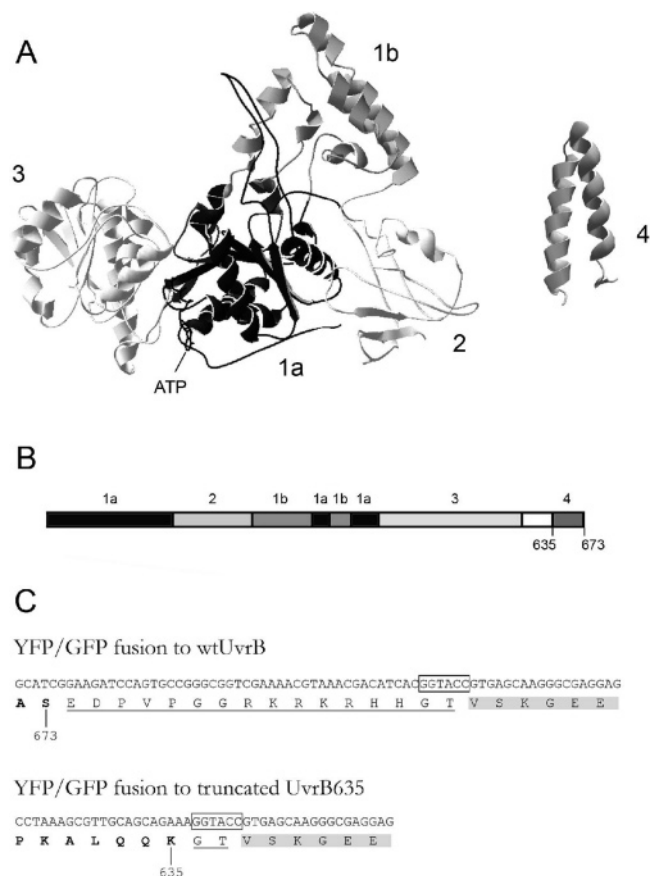 A
1b
3
4
2
1a
ATP
B
1a 2 1b 1a 1b 1a 3 4
635 673
C
YFP/GFP fusion to wtUvrB
GCATCGGAAGATCCAGTGCCGGGCGGTCGAAAACGTAAACGACATCACGGTACCGTGAGCAAGGGCGAGGAG
A S E D P V P G G R K R K R H H G T V S K G E E
673
YFP/GFP fusion to truncated UvrB635
CCTAAAGCGTTGCAGCAGAAAGGTACCGTGAGCAAGGGCGAGGAG
P K A L Q Q K G T V S K G E E
635